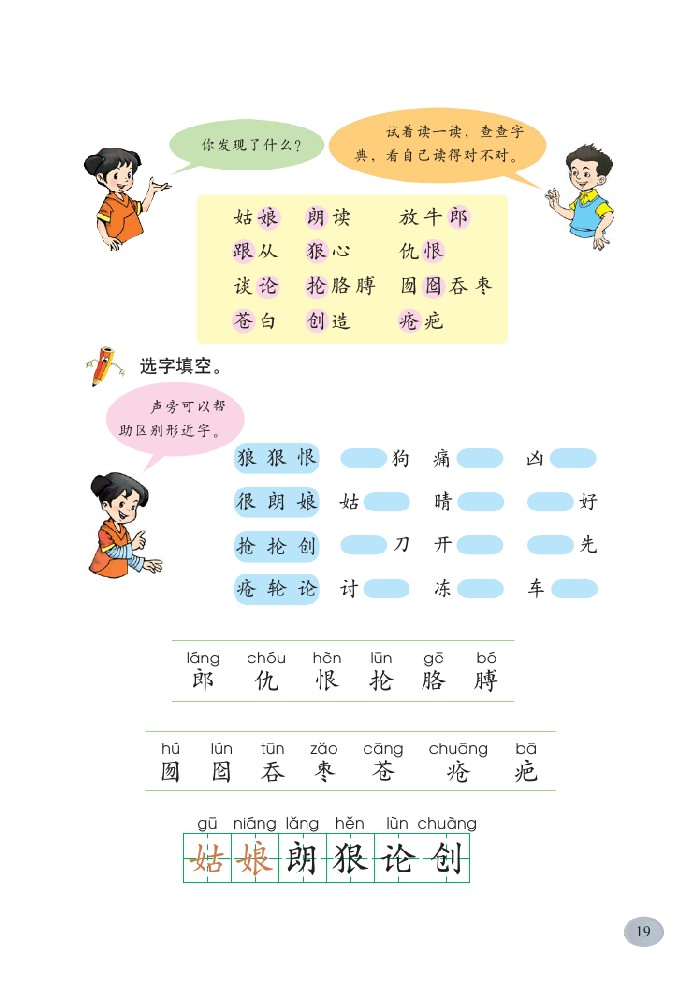 你发现了什么?
试着读一读,查查字
典,看自己读得对不对。
姑娘 朗读 放牛郎
跟从 狠心 仇恨
谈论 抡胳膊 囫囵吞枣
苍白 创造 疮疤
选字填空。
声旁可以帮
助区别形近字。
狼 狠 恨 狗 痛 凶
很 朗 娘 姑 晴 好
抢 抡 创 刀 开 先
疮 轮 论 讨 冻 车
láng chóu hèn lūn gē bó
郎 仇 恨 抡 胳 膊
hú lún tūn zǎo cāng chuāng bā
囫 囵 吞 枣 苍 疮 疤
gū niáng lǎng hěn lùn chuàng
姑 娘 朗 狠 论 创
19